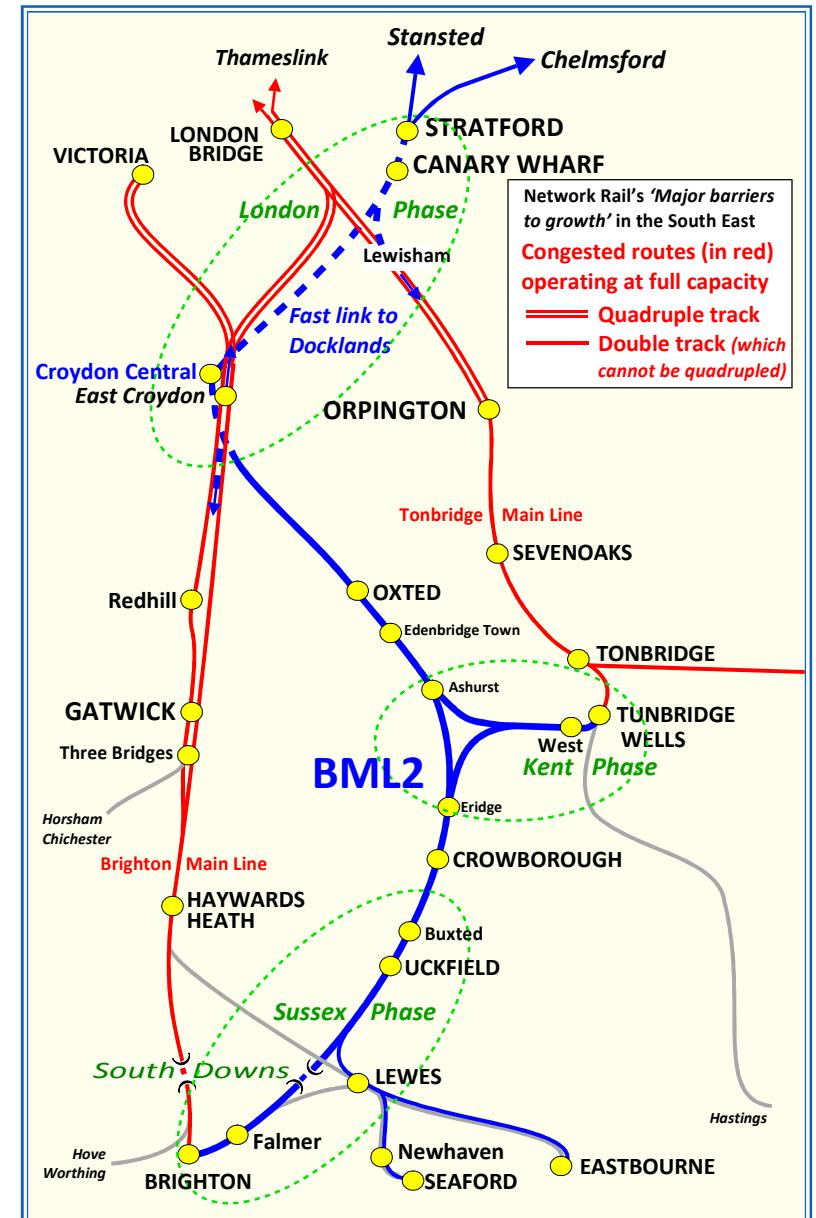 Stansted
Thameslink
Chelmsford
LONDON
BRIDGE
STRATFORD
VICTORIA
CANARY WHARF
Network Rail's 'Major barriers
to growth' in the South East
Congested routes (in red)
operating at full capacity
Quadruple track
Double track (which
cannot be quadrupled)
London Phase
Lewisham
Fast link to
Docklands
Croydon Central
East Croydon
ORPINGTON
Tonbridge Main Line
SEVENOAKS
OXTED
Redhill
Edenbridge Town
TONBRIDGE
Ashurst
GATWICK
TUNBRIDGE
WELLS
West
Three Bridges
Kent Phase
BML2
Horsham
Chichester
Eridge
Brighton Main Line
CROWBOROUGH
HAYWARDS
HEATH
Buxted
UCKFIELD
Sussex Phase
South Downs
LEWES
Hastings
Falmer
Hove
Worthing
Newhaven
BRIGHTON
SEAFORD
EASTBOURNE